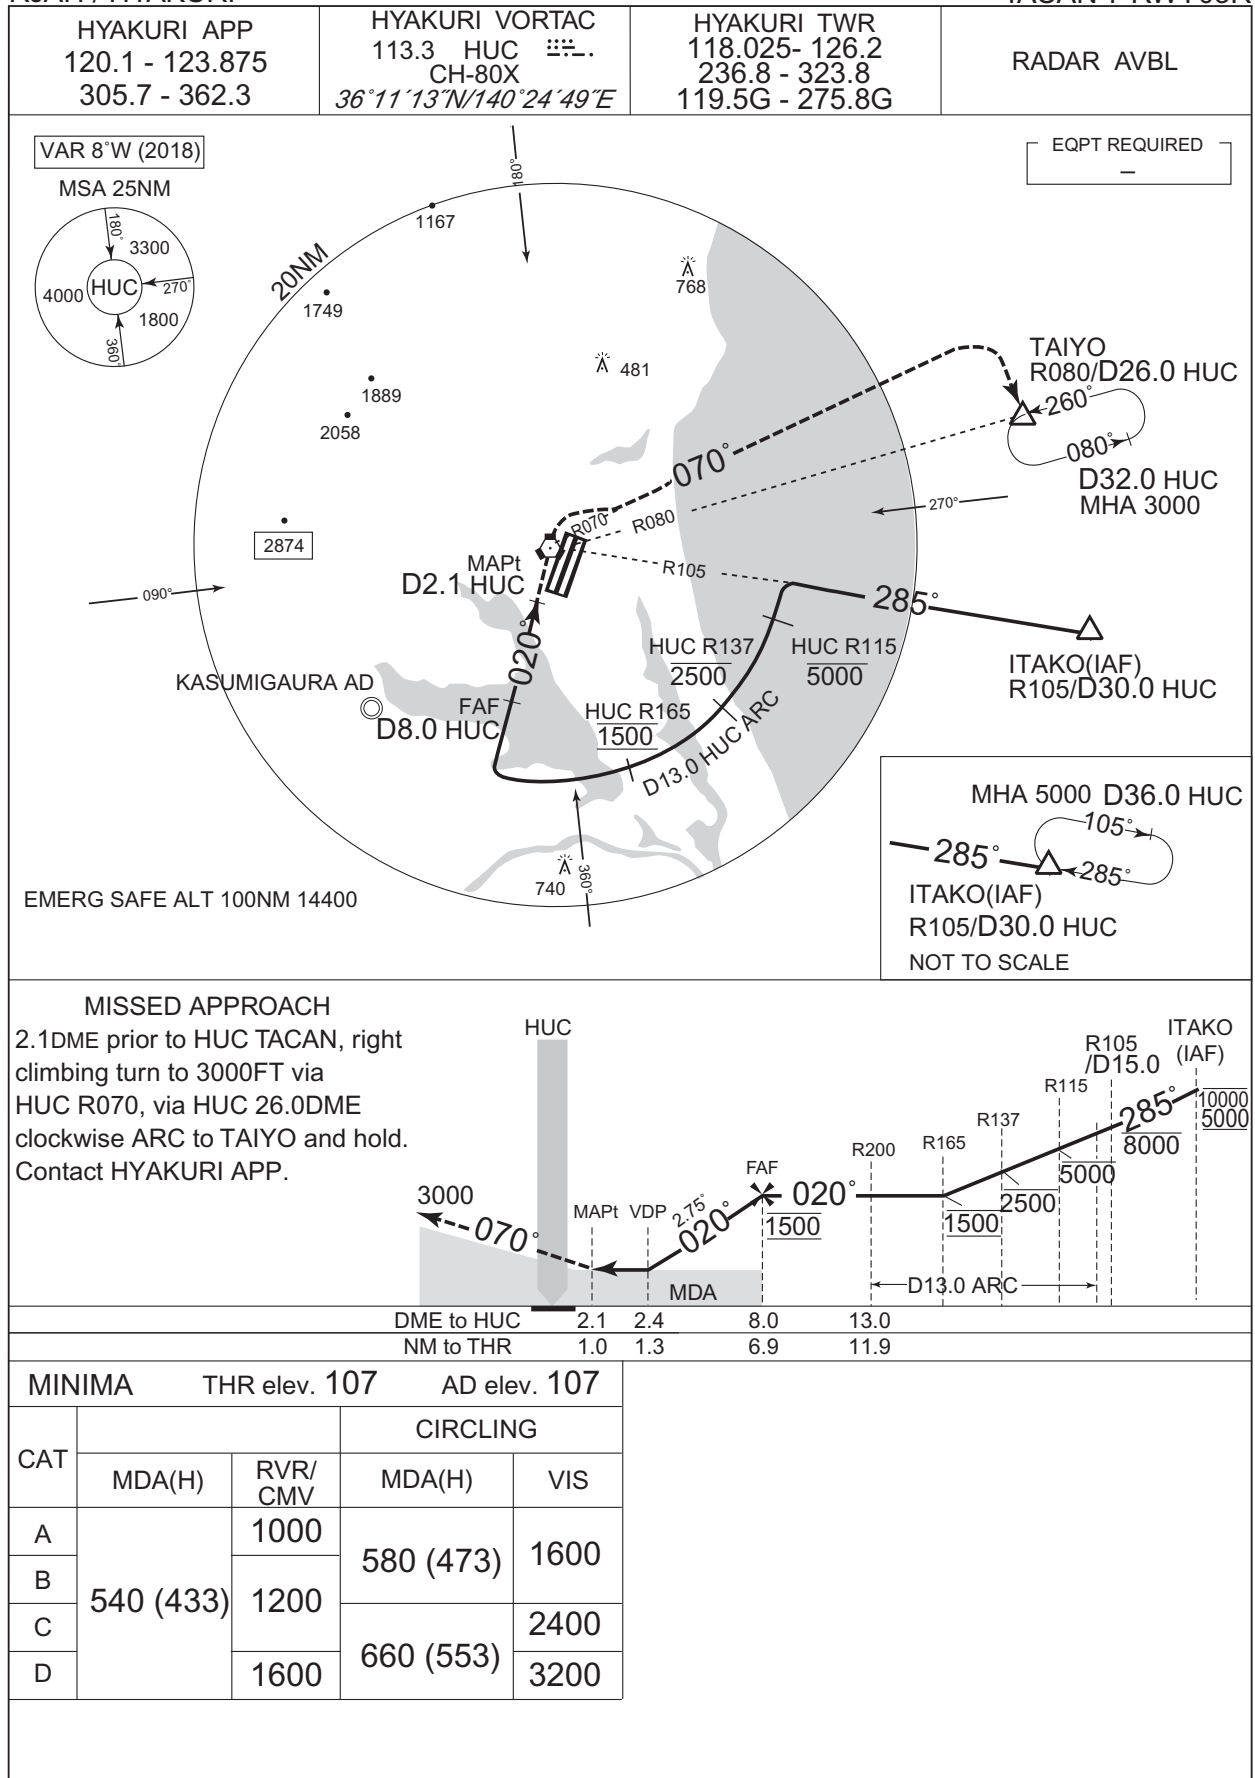 HYAKURI APP
120.1 - 123.875
305.7 - 362.3
HYAKURI VORTAC
113.3 HUC
CH-80X
36°11´13˝N/140°24´49˝E
HYAKURI TWR
118.025- 126.2
236.8 - 323.8
119.5G - 275.8G
RADAR AVBL
VAR 8°W (2018)
MSA 25NM
180°
3300
4000
HUC
270°
1800
360°
EQPT REQUIRED
–
180°
1167
20NM
1749
768
481
1889
2058
2874
TAIYO
R080/D26.0 HUC
260°
080°
D32.0 HUC
MHA 3000
070°
R070
R080
270°
R105
MAPt
D2.1 HUC
090°
285°
020°
HUC R137
2500
HUC R115
5000
ITAKO(IAF)
R105/D30.0 HUC
KASUMIGAURA AD
FAF
D8.0 HUC
HUC R165
1500
D13.0 HUC ARC
740
360°
EMERG SAFE ALT 100NM 14400
MHA 5000 D36.0 HUC
105°
285°
285°
ITAKO(IAF)
R105/D30.0 HUC
NOT TO SCALE
MISSED APPROACH
2.1DME prior to HUC TACAN, right
climbing turn to 3000FT via
HUC R070, via HUC 26.0DME
clockwise ARC to TAIYO and hold.
Contact HYAKURI APP.
HUC
3000
070°
MAPt
VDP
2.75°
020°
FAF
020°
1500
MDA
R200
R165
R137
R115
R105
/D15.0
ITAKO
(IAF)
285°
10000
5000
8000
5000
2500
1500
D13.0 ARC
DME to HUC 2.1 2.4 8.0 13.0
NM to THR 1.0 1.3 6.9 11.9
MINIMA THR elev. 107 AD elev. 107
CAT
CIRCLING
MDA(H)
RVR/
CMV
MDA(H)
VIS
A
1000
580 (473)
1600
B
540 (433)
1200
C
2400
660 (553)
D
1600
3200